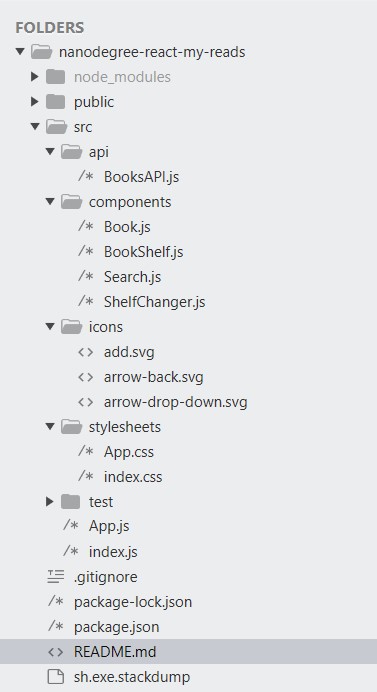 FOLDERS
nanodegree-react-my-reads
node_modules
public
src
api
/* BooksAPI.js
components
/* Book.js
/* BookShelf.js
/* Search.js
/* ShelfChanger.js
icons
<> add.svg
<> arrow-back.svg
<> arrow-drop-down.svg
stylesheets
/* App.css
/* index.css
test
/* App.js
/* index.js
.gitignore
/* package-lock.json
/* package.json
<> README.md
sh.exe.stackdump